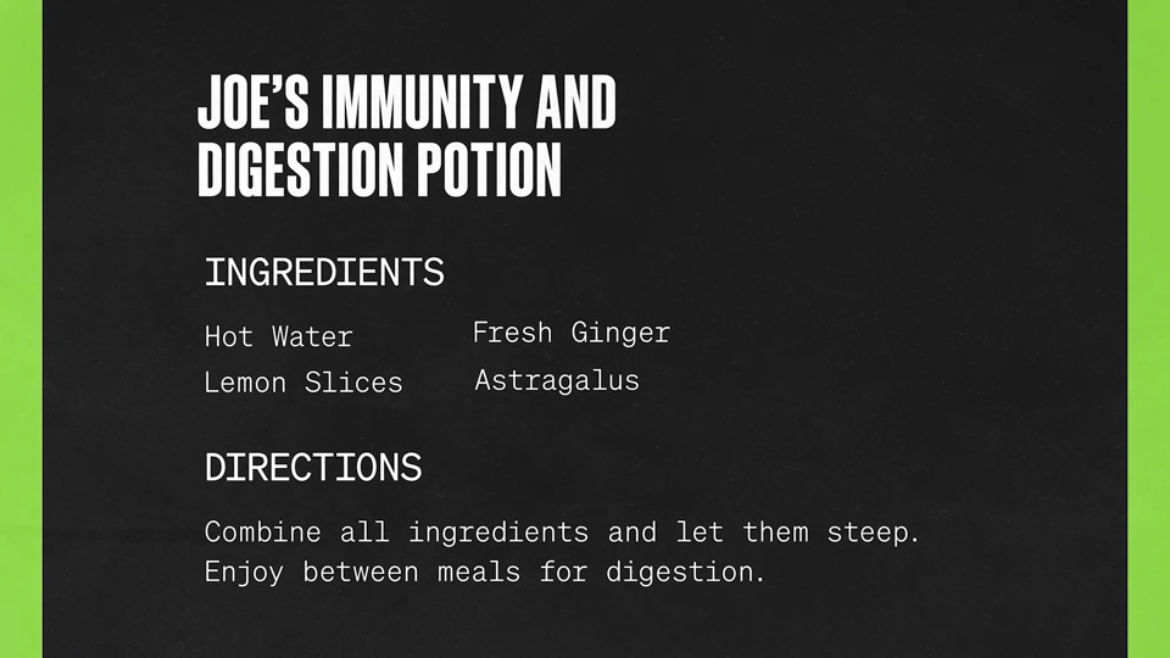 JOE’S IMMUNITY AND
DIGESTION POTION
INGREDIENTS
Hot Water
Lemon Slices
Fresh Ginger
Astragalus
DIRECTIONS
Combine all ingredients and let them steep.
Enjoy between meals for digestion.